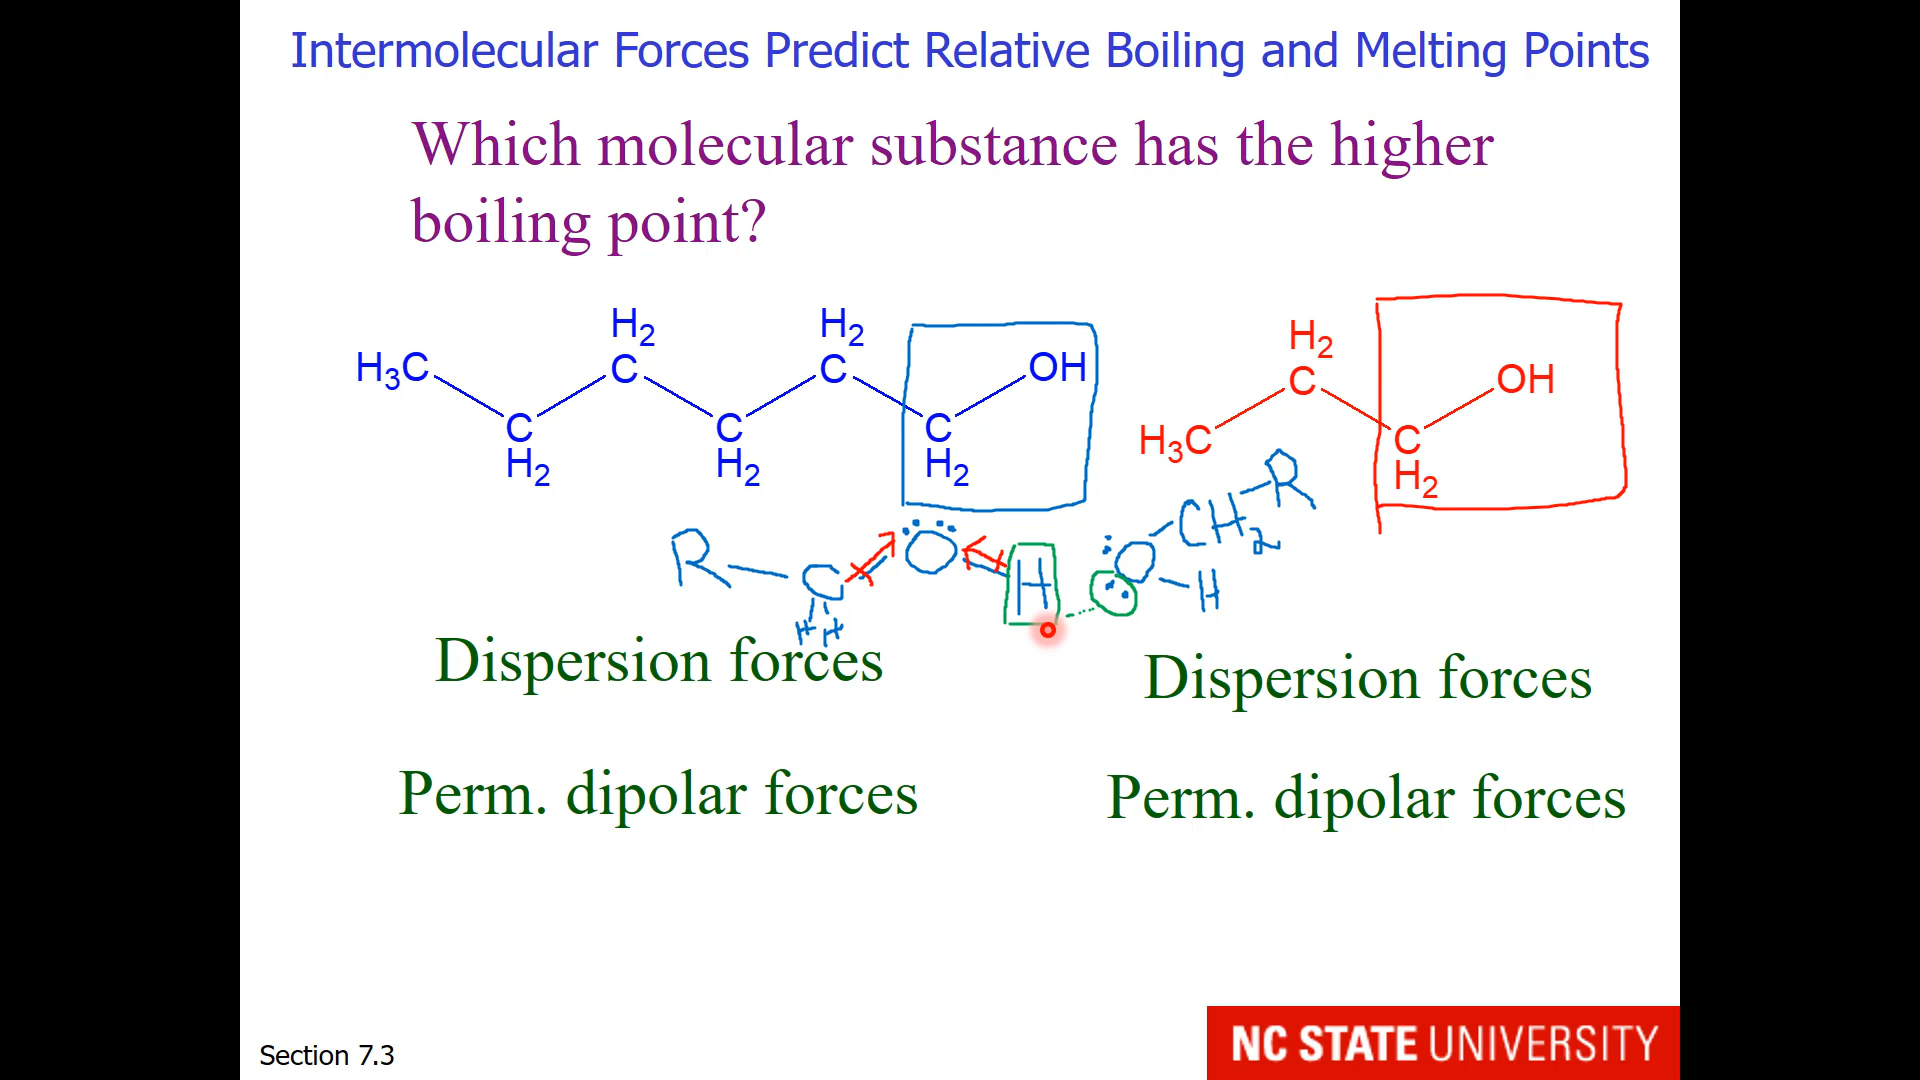 Intermolecular Forces Predict Relative Boiling and Melting Points
Which molecular substance has the higher
boiling point?
H2 H2
H3C C C OH
C C C
H2 H2 H2
H2
C OH
H3C C
H2
R C O H
H H
O CH2 R
H
Dispersion forces
Dispersion forces
Perm. dipolar forces
Perm. dipolar forces
Section 7.3
NC STATE UNIVERSITY